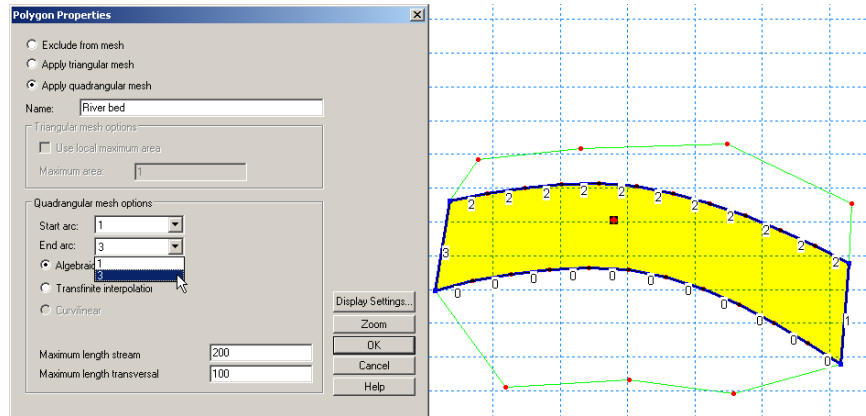 Polygon Properties
Exclude from mesh
Apply triangular mesh
Apply quadrangular mesh
Name: River bed
Triangular mesh options
Use local maximum area
Maximum area: 1
Quadrangular mesh options
Start arc: 1
End arc: 3
1
Algebraic
3
Transfinite interpolation
Curvilinear
Maximum length stream 200
Maximum length transversal 100
Display Settings...
Zoom
OK
Cancel
Help
2 2 2 2 2 2 2 2 2 2 2
3
0 0 0 0 0 0 0 0 0 0 0 0
1